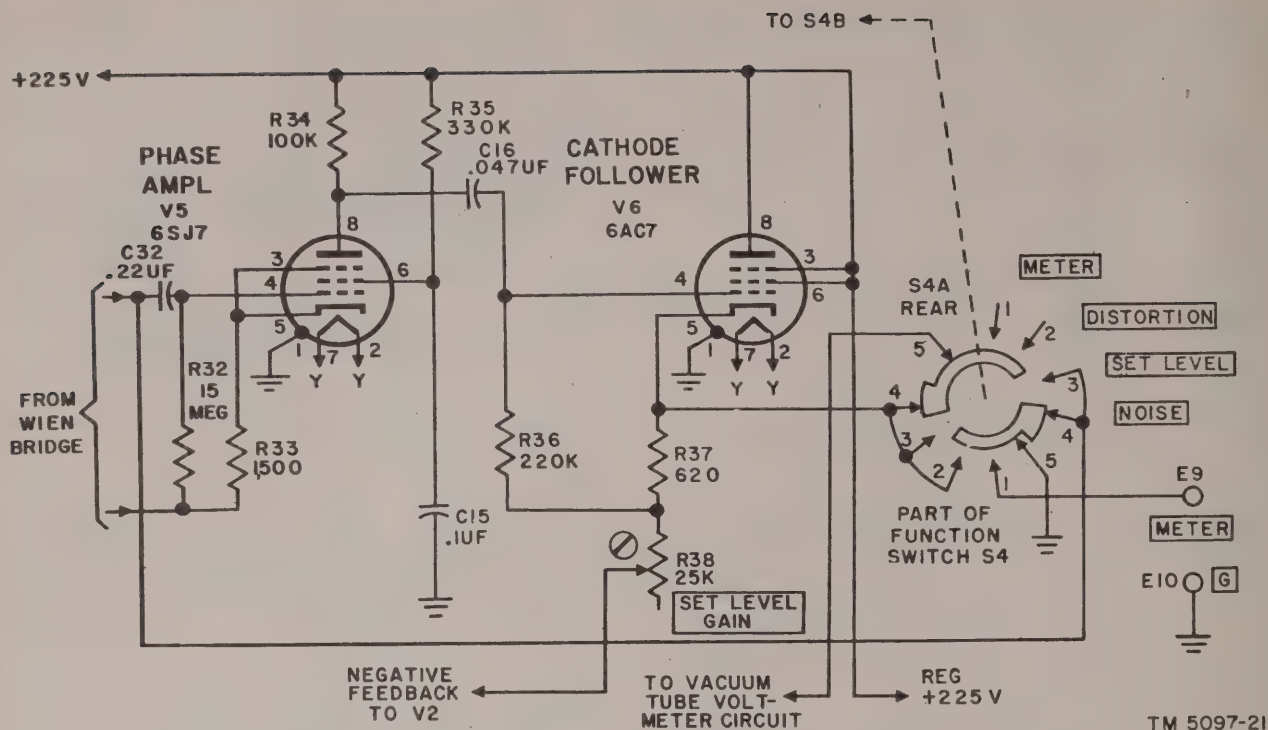 TO S4B
+225V
R34
100K
R35
330K
C16
.047UF
CATHODE
FOLLOWER
V6
6AC7
PHASE
AMPL
V5
6SJ7
C32
.22UF
8
3
4
6
5
1
7
2
Y
Y
8
4
3
6
5
1
7
2
Y
Y
S4A
REAR
METER
DISTORTION
SET LEVEL
NOISE
1
2
3
4
5
5
4
3
2
1
FROM
WIEN
BRIDGE
R32
15
MEG
R33
1,500
R36
220K
R37
620
C15
.1UF
R38
25K
SET LEVEL
GAIN
PART OF
FUNCTION
SWITCH S4
E9
METER
E10
G
NEGATIVE
FEEDBACK
TO V2
TO VACUUM
TUBE VOLT-
METER CIRCUIT
REG
+225V
TM 5097-21